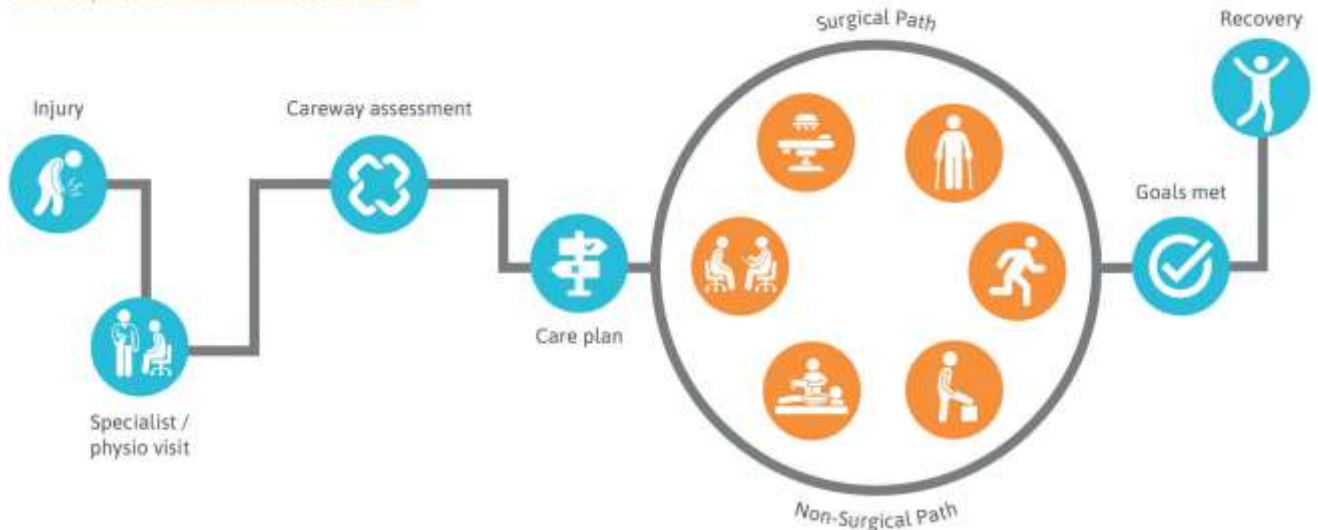 Surgical Path
Recovery
Injury
Careway assessment
Goals met
Care plan
Specialist /
physio visit
Non-Surgical Path